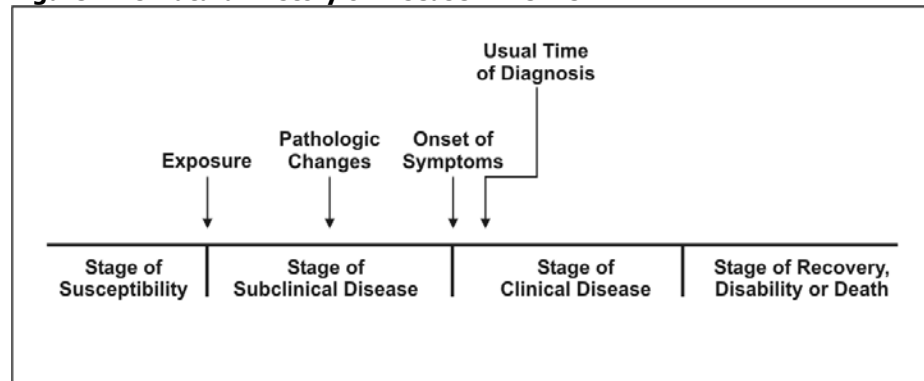 Usual Time
of Diagnosis
Pathologic
Changes
Onset of
Symptoms
Exposure
Stage of
Susceptibility
Stage of
Subclinical Disease
Stage of
Clinical Disease
Stage of Recovery,
Disability or Death